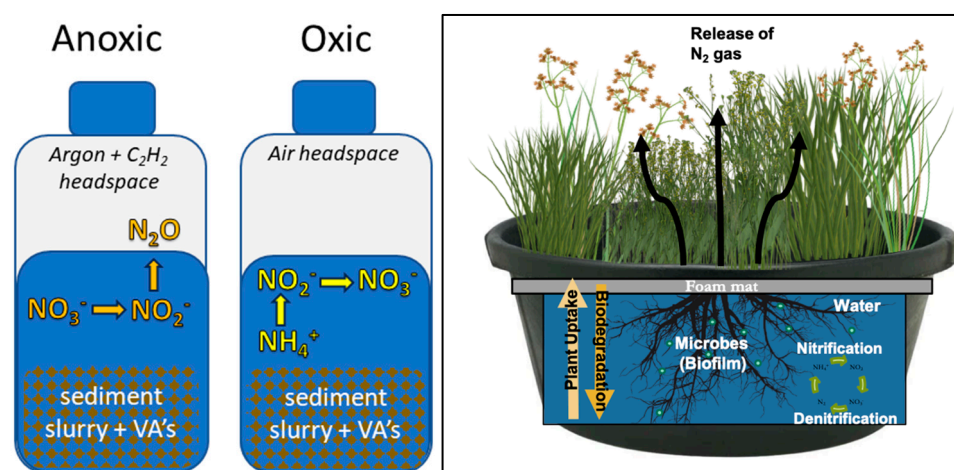 Anoxic
Argon + C₂H₂
headspace
N₂O
NO₃⁻ NO₂⁻
sediment
slurry + VA's
Oxic
Air headspace
NO₂⁻ NO₃⁻
NH₄⁺
sediment
slurry + VA's
Release of
N₂ gas
Foam mat
Plant Uptake
Biodegradation
Water
Microbes
(Biofilm)
Nitrification
Denitrification